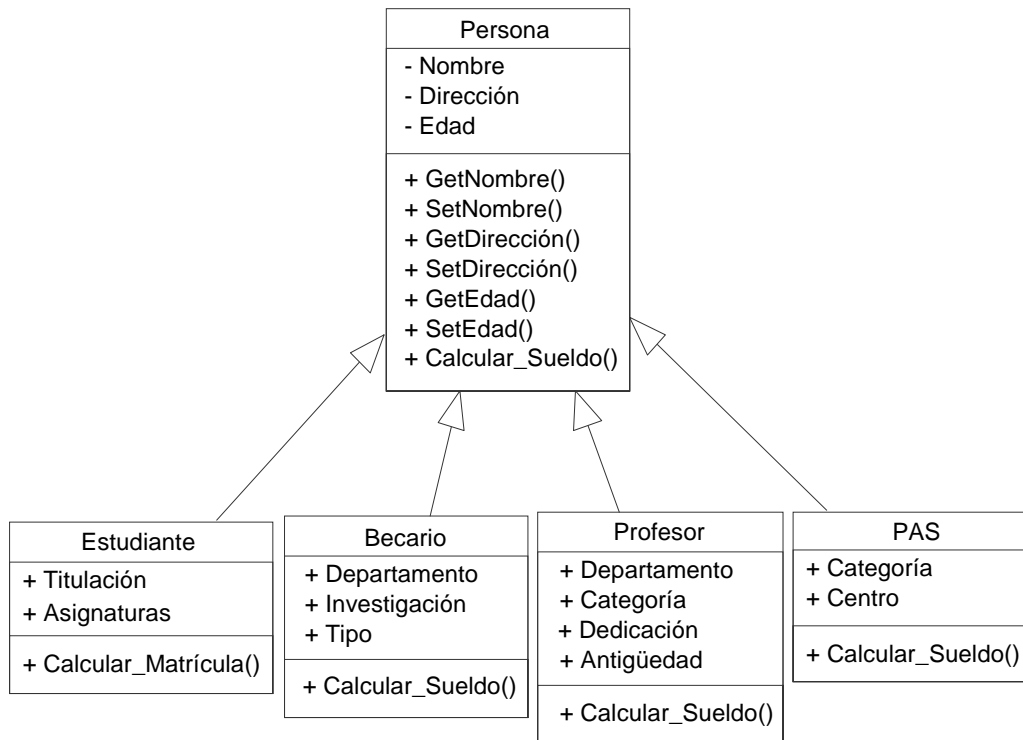 Persona
- Nombre
- Dirección
- Edad
+ GetNombre()
+ SetNombre()
+ GetDirección()
+ SetDirección()
+ GetEdad()
+ SetEdad()
+ Calcular_Sueldo()
Estudiante
+ Titulación
+ Asignaturas
+ Calcular_Matrícula()
Becario
+ Departamento
+ Investigación
+ Tipo
+ Calcular_Sueldo()
Profesor
+ Departamento
+ Categoría
+ Dedicación
+ Antigüedad
+ Calcular_Sueldo()
PAS
+ Categoría
+ Centro
+ Calcular_Sueldo()